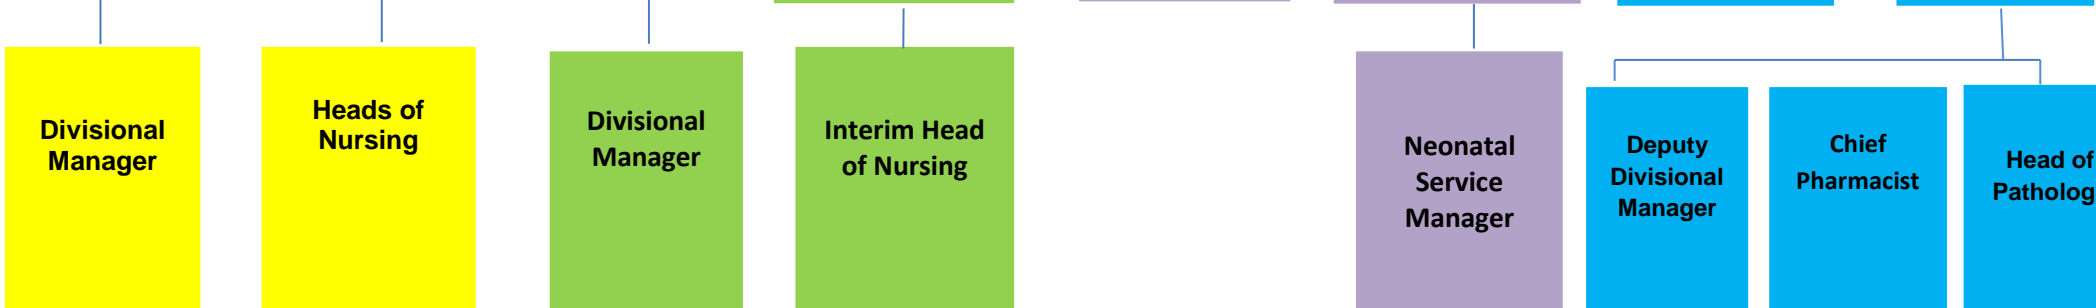 Divisional
Manager
Heads of
Nursing
Divisional
Manager
Interim Head
of Nursing
Neonatal
Service
Manager
Deputy
Divisional
Manager
Chief
Pharmacist
Head of
Patholog